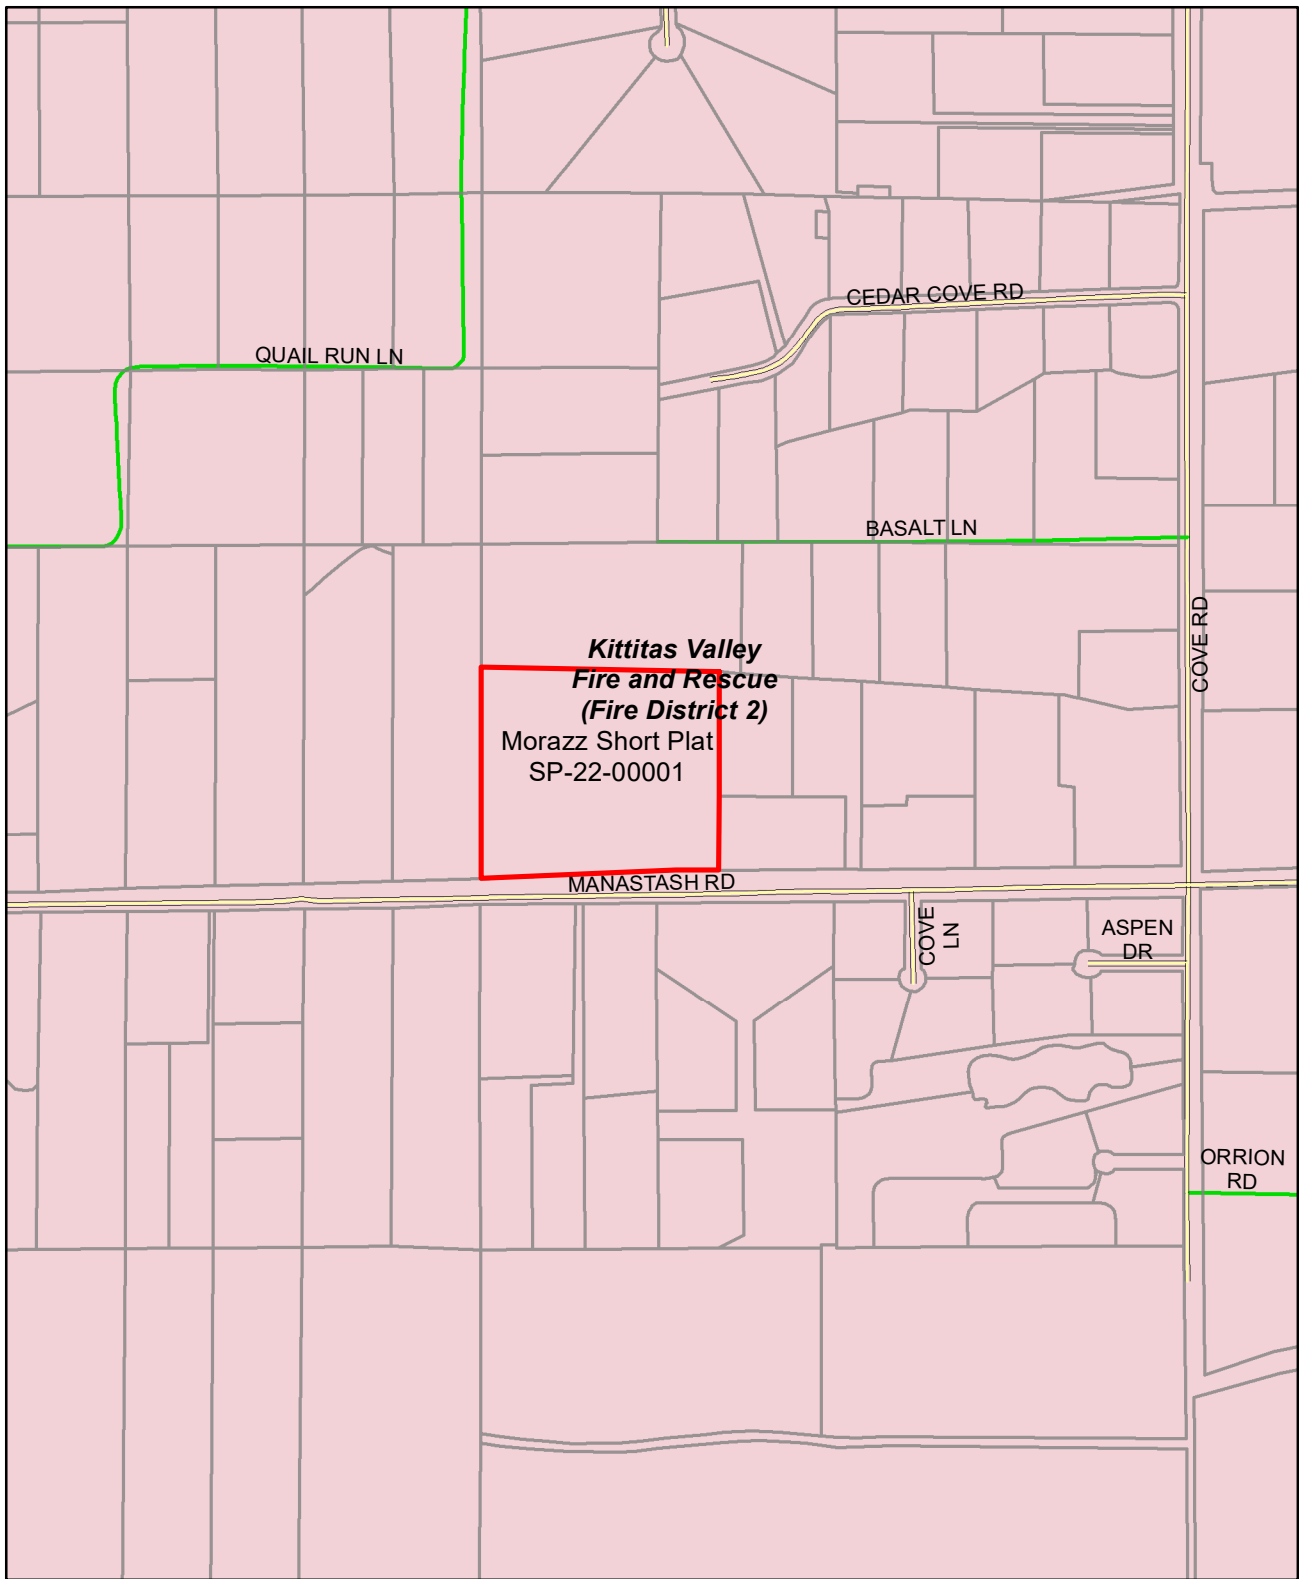 CEDAR COVE RD
QUAIL RUN LN
BASALT LN
COVE RD
Kittitas Valley
Fire and Rescue
(Fire District 2)
Morazz Short Plat
SP-22-00001
MANASTASH RD
COVE
LN
ASPEN
DR
ORRION
RD